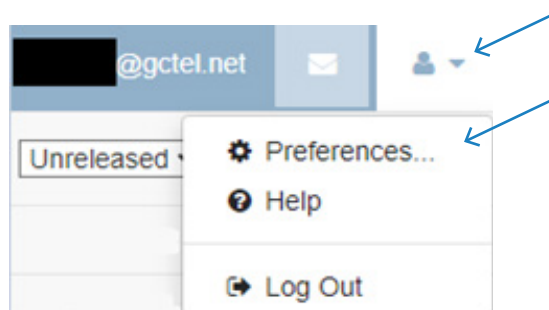 @gctel.net
Unreleased
Preferences...
Help
Log Out